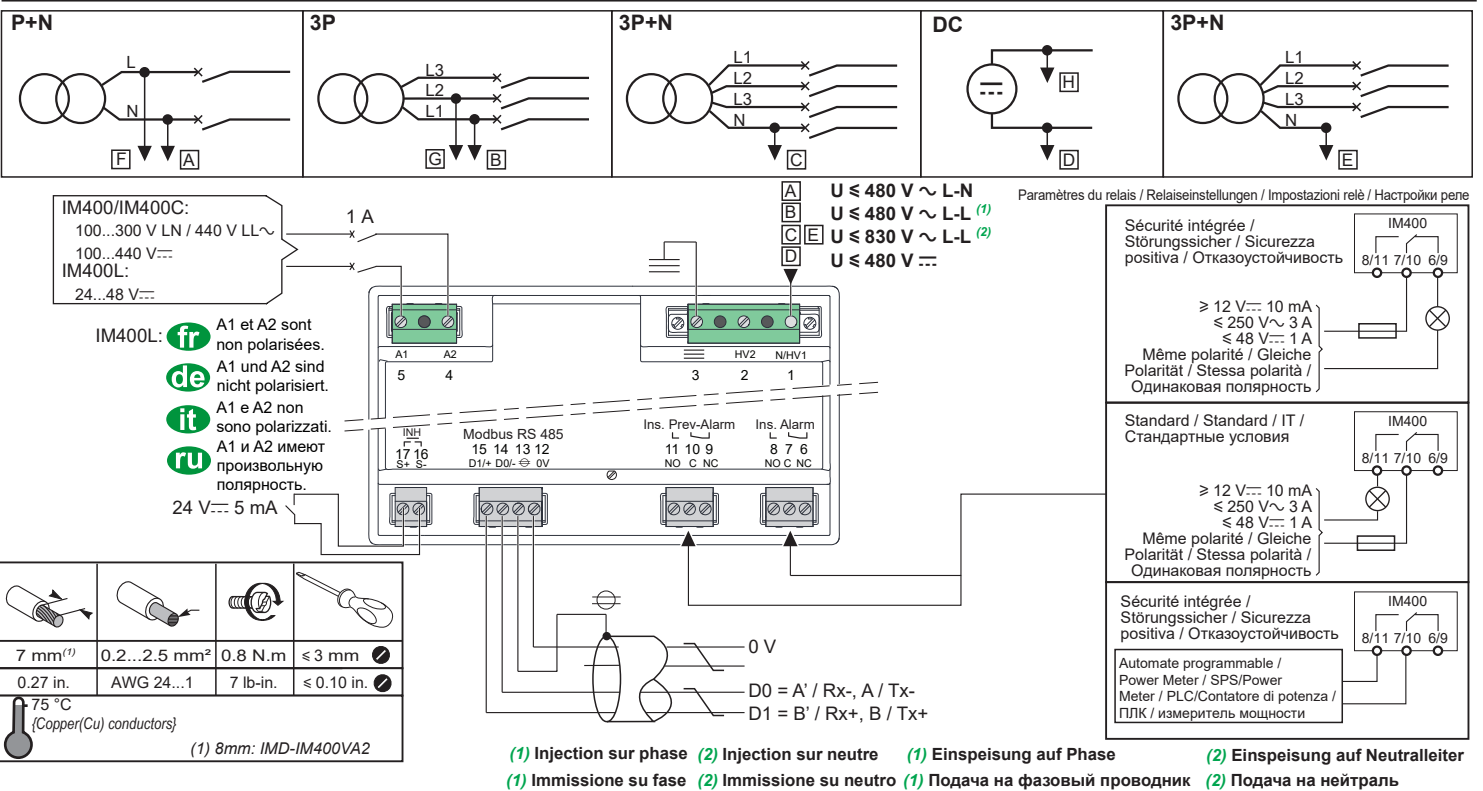 P+N
L
N
F
A
3P
L3
L2
L1
G
B
3P+N
L1
L2
L3
N
C
DC
H
D
3P+N
L1
L2
L3
N
E
A U ≤ 480 V ∼ L-N
B U ≤ 480 V ∼ L-L (1)
C E U ≤ 830 V ∼ L-L (2)
D U ≤ 480 V ⎓
IM400/IM400C:
100...300 V LN / 440 V LL∼
100...440 V⎓
IM400L:
24...48 V⎓
1 A
IM400L:
fr
A1 et A2 sont
non polarisées.
de
A1 und A2 sind
nicht polarisiert.
it
A1 e A2 non
sono polarizzati.
ru
A1 и A2 имеют
произвольную
полярность.
24 V⎓ 5 mA
A1 A2
5 4
HV2 N/HV1
3 2 1
INH
17 16
S+ S-
Modbus RS 485
15 14 13 12
D1/+ D0/- 0V
Ins. Prev-Alarm
11 10 9
NO C NC
Ins. Alarm
8 7 6
NO C NC
0 V
D0 = A' / Rx-, A / Tx-
D1 = B' / Rx+, B / Tx+
7 mm(1) 0.2...2.5 mm² 0.8 N.m ≤ 3 mm
0.27 in. AWG 24...1 7 lb-in. ≤ 0.10 in.
75 °C
{Copper(Cu) conductors}
(1) 8mm: IMD-IM400VA2
Paramètres du relais / Relaiseinstellungen / Impostazioni relè / Настройки реле
Sécurité intégrée /
Störungssicher / Sicurezza
positiva / Отказоустойчивость
IM400
8/11 7/10 6/9
≥ 12 V⎓ 10 mA
≤ 250 V∼ 3 A
≤ 48 V⎓ 1 A
Même polarité / Gleiche
Polarität / Stessa polarità /
Одинаковая полярность
Standard / Standard / IT /
Стандартные условия
IM400
8/11 7/10 6/9
≥ 12 V⎓ 10 mA
≤ 250 V∼ 3 A
≤ 48 V⎓ 1 A
Même polarité / Gleiche
Polarität / Stessa polarità /
Одинаковая полярность
Sécurité intégrée /
Störungssicher / Sicurezza
positiva / Отказоустойчивость
IM400
8/11 7/10 6/9
Automate programmable /
Power Meter / SPS/Power
Meter / PLC/Contatore di potenza /
ПЛК / измеритель мощности
(1) Injection sur phase (2) Injection sur neutre (1) Einspeisung auf Phase (2) Einspeisung auf Neutralleiter
(1) Immissione su fase (2) Immissione su neutro (1) Подача на фазовый проводник (2) Подача на нейтраль